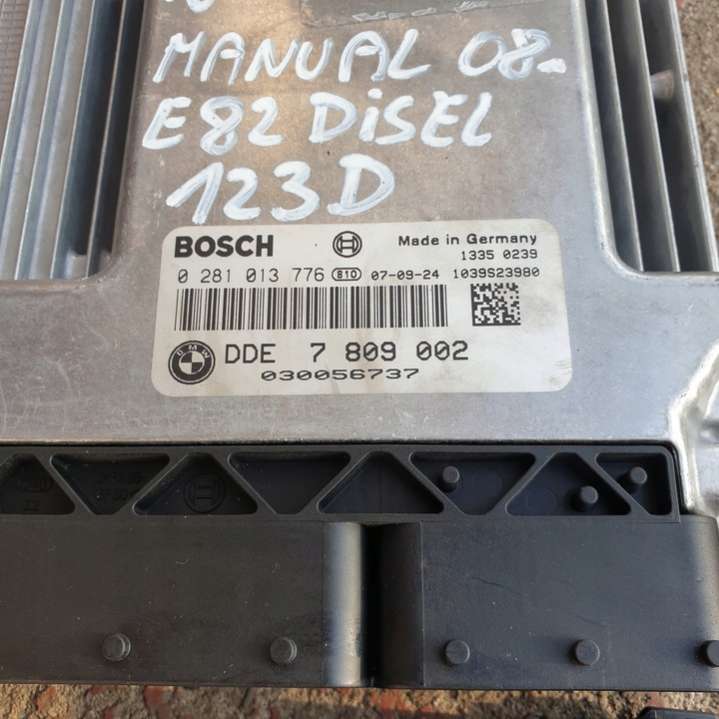 MANUAL 08.
E82 DiSEL
123D
BOSCH
Made in Germany
1335 0239
0 281 013 776 810 07-09-24 1039S23980
BMW
DDE 7 809 002
030056737